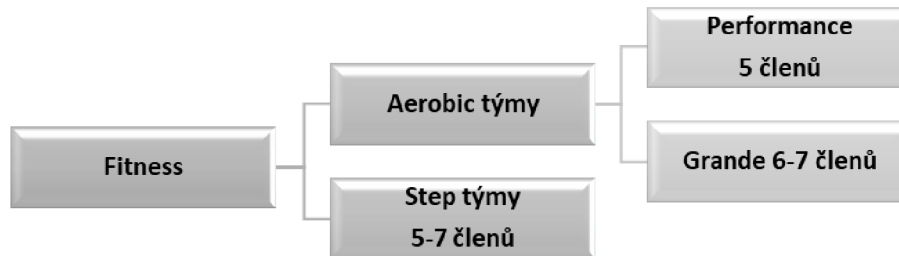 Fitness
Aerobic týmy
Performance
5 členů
Grande 6-7 členů
Step týmy
5-7 členů